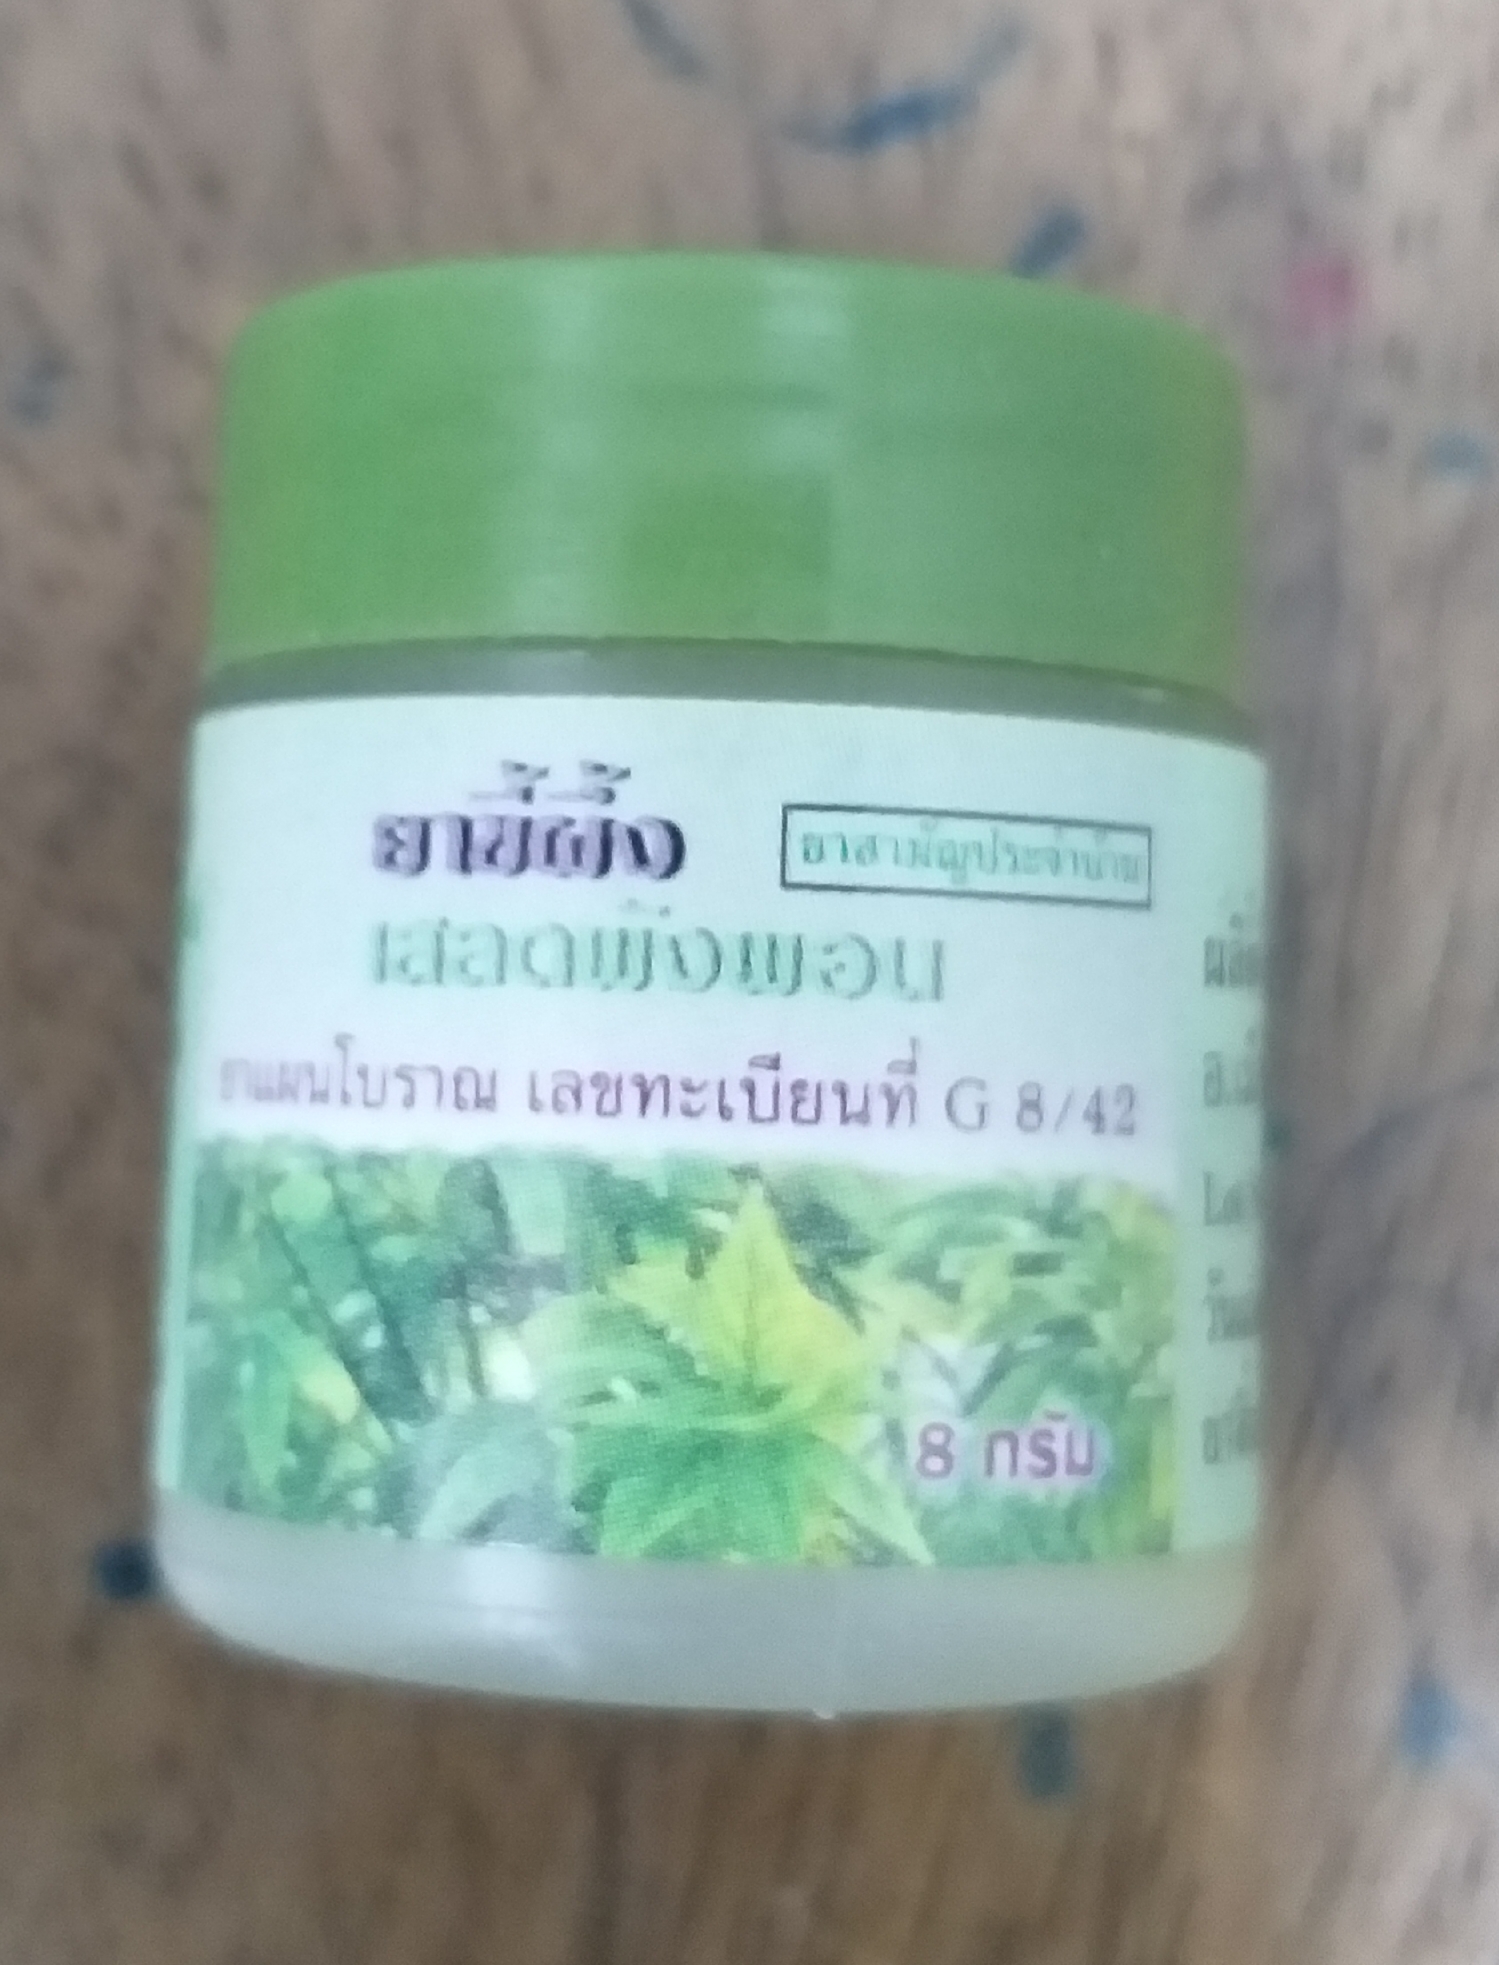 ยาขี้ผึ้ง
ยาสามัญประจำบ้าน
เสลดพังพอน
ยาแผนโบราณ เลขทะเบียนที่ G 8/42
8 กรัม